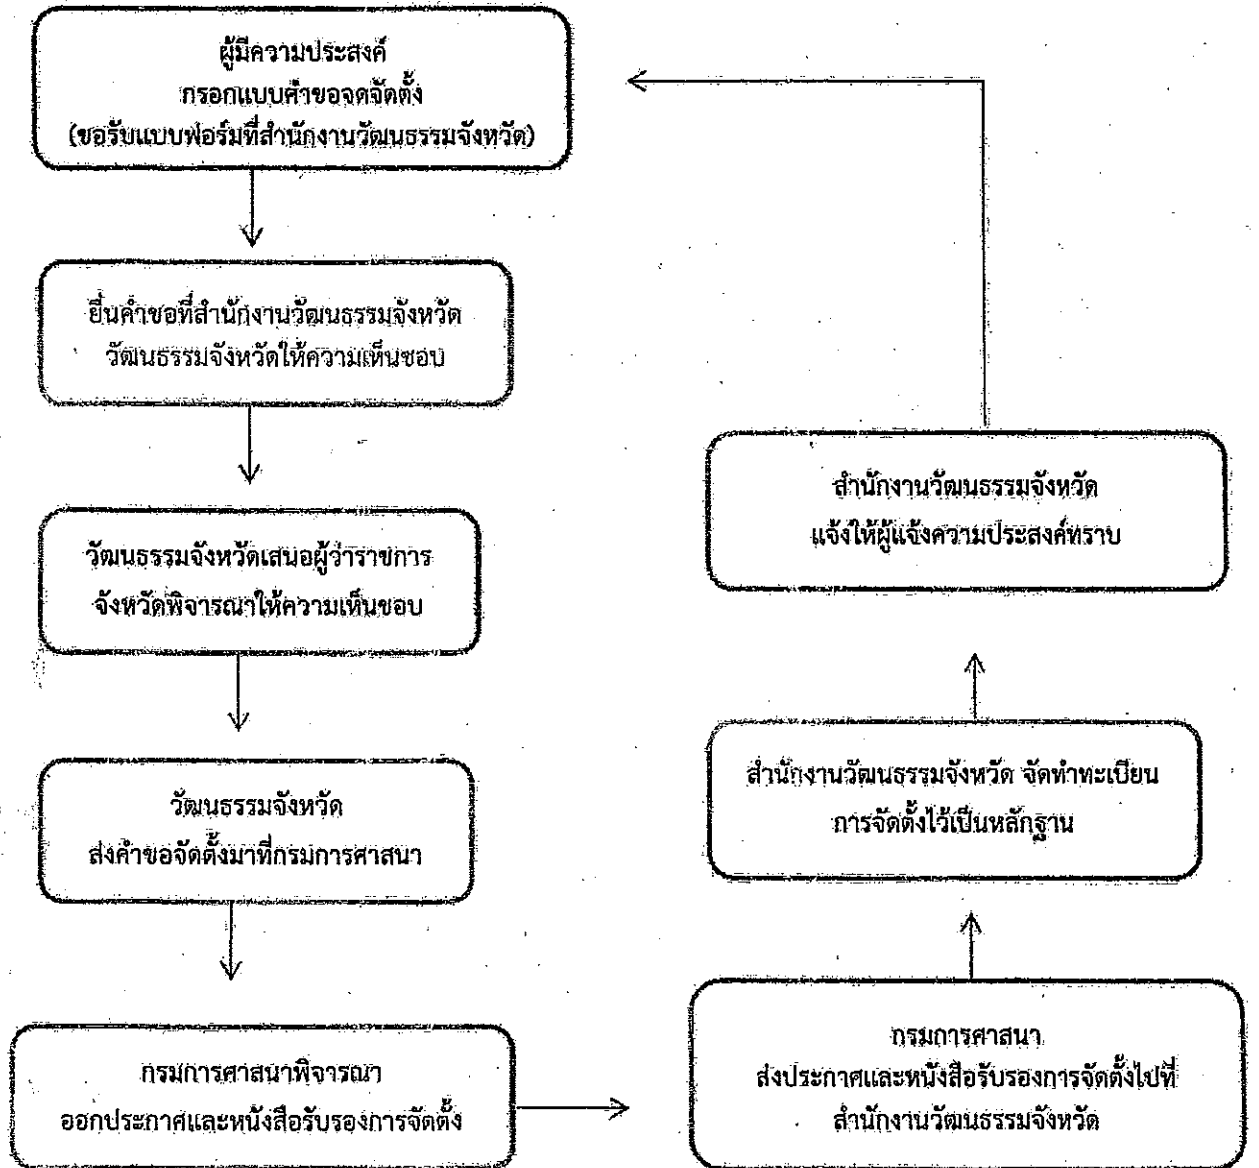 ผู้มีความประสงค์
กรอกแบบคำขอจดจัดตั้ง
(ขอรับแบบฟอร์มที่สำนักงานวัฒนธรรมจังหวัด)
ยื่นคำขอที่สำนักงานวัฒนธรรมจังหวัด
วัฒนธรรมจังหวัดให้ความเห็นชอบ
วัฒนธรรมจังหวัดเสนอผู้ว่าราชการ
จังหวัดพิจารณาให้ความเห็นชอบ
วัฒนธรรมจังหวัด
ส่งคำขอจัดตั้งมาที่กรมการศาสนา
กรมการศาสนาพิจารณา
ออกประกาศและหนังสือรับรองการจัดตั้ง
กรมการศาสนา
ส่งประกาศและหนังสือรับรองการจัดตั้งไปที่
สำนักงานวัฒนธรรมจังหวัด
สำนักงานวัฒนธรรมจังหวัด จัดทำทะเบียน
การจัดตั้งไว้เป็นหลักฐาน
สำนักงานวัฒนธรรมจังหวัด
แจ้งให้ผู้แจ้งความประสงค์ทราบ